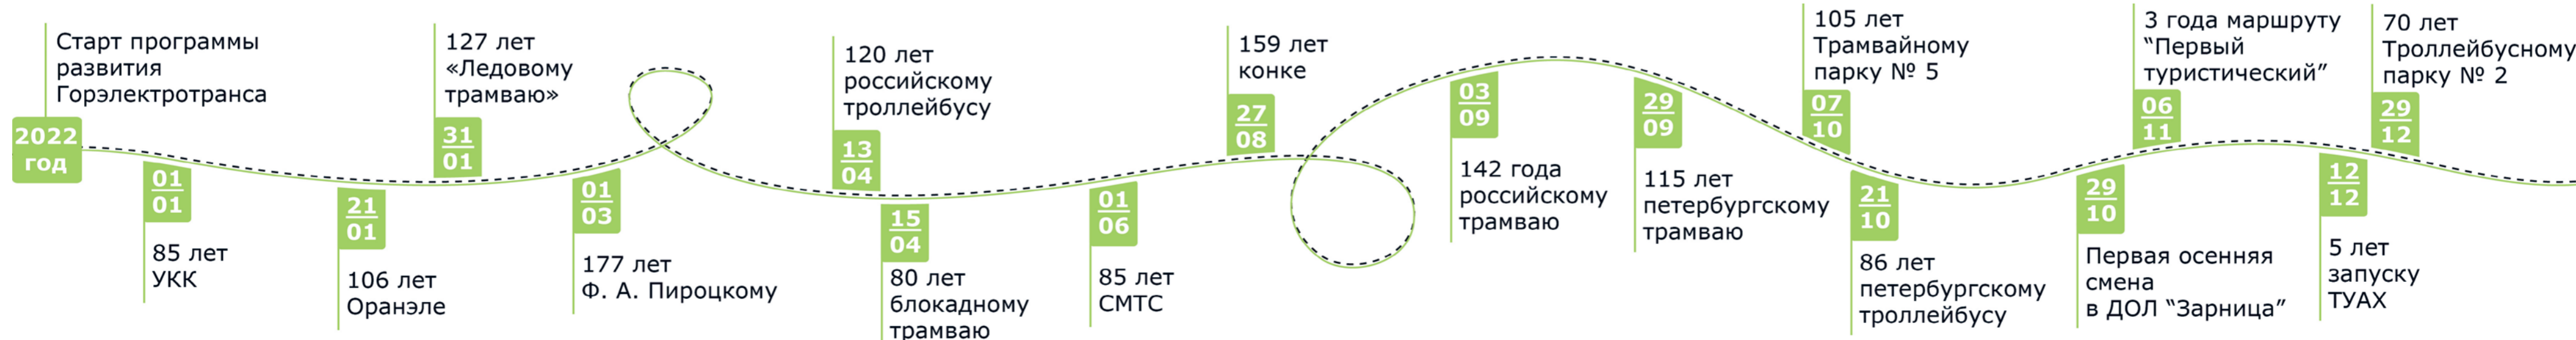 Старт программы
развития
Горэлектротранса
2022
год
01
01
85 лет
УКК
21
01
106 лет
Оранэле
127 лет
«Ледовому
трамваю»
31
01
01
03
177 лет
Ф. А. Пироцкому
120 лет
российскому
троллейбусу
13
04
15
04
80 лет
блокадному
трамваю
01
06
85 лет
СМТС
159 лет
конке
27
08
03
09
142 года
российскому
трамваю
29
09
115 лет
петербургскому
трамваю
105 лет
Трамвайному
парку № 5
07
10
21
10
86 лет
петербургскому
троллейбусу
29
10
Первая осенняя
смена
в ДОЛ “Зарница”
3 года маршруту
“Первый
туристический”
06
11
12
12
5 лет
запуску
ТУАХ
70 лет
Троллейбусному
парку № 2
29
12